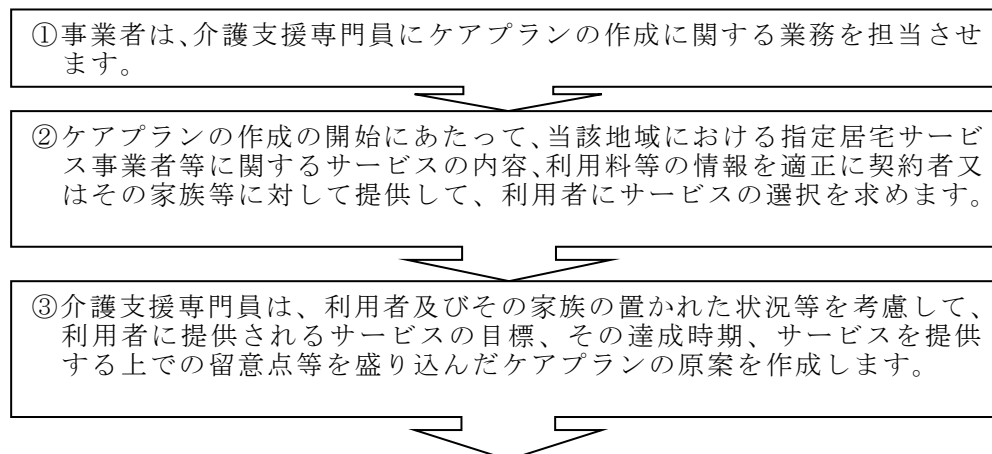 ①事業者は、介護支援専門員にケアプランの作成に関する業務を担当させ
ます。
②ケアプランの作成の開始にあたって、当該地域における指定居宅サービ
ス事業者等に関するサービスの内容、利用料等の情報を適正に契約者又
はその家族等に対して提供して、利用者にサービスの選択を求めます。
③介護支援専門員は、利用者及びその家族の置かれた状況等を考慮して、
利用者に提供されるサービスの目標、その達成時期、サービスを提供
する上での留意点等を盛り込んだケアプランの原案を作成します。